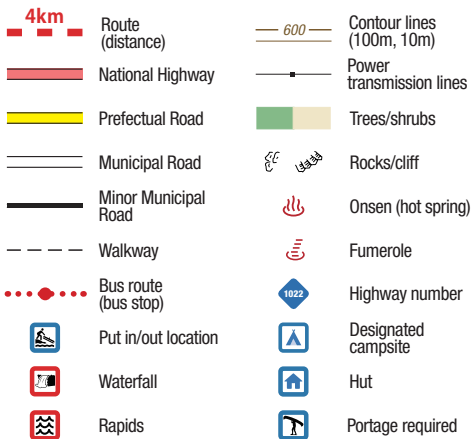 4km
Route
(distance)
National Highway
Prefectual Road
Municipal Road
Minor Municipal
Road
Walkway
Bus route
(bus stop)
Put in/out location
Waterfall
Rapids
600
Contour lines
(100m, 10m)
Power
transmission lines
Trees/shrubs
Rocks/cliff
Onsen (hot spring)
Fumerole
1022
Highway number
Designated
campsite
Hut
Portage required